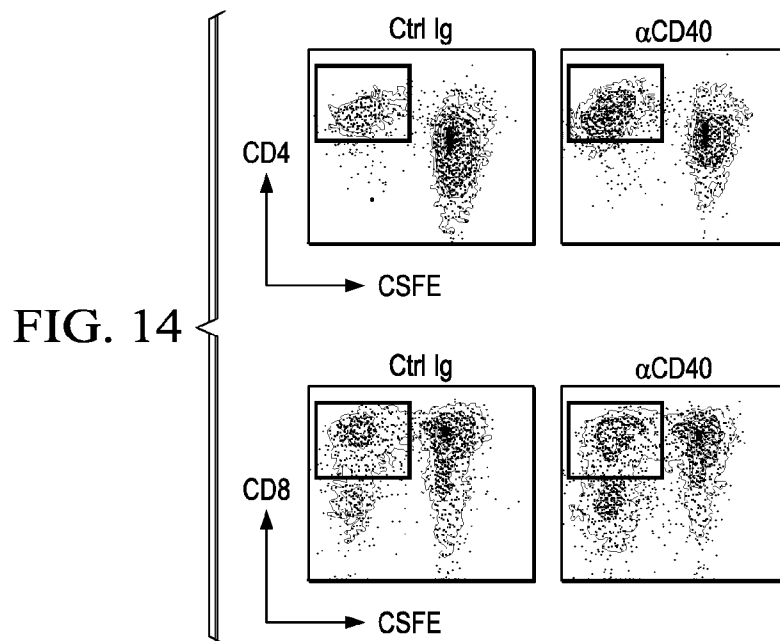 Ctrl Ig
αCD40
CD4
CSFE
FIG. 14
Ctrl Ig
αCD40
CD8
CSFE